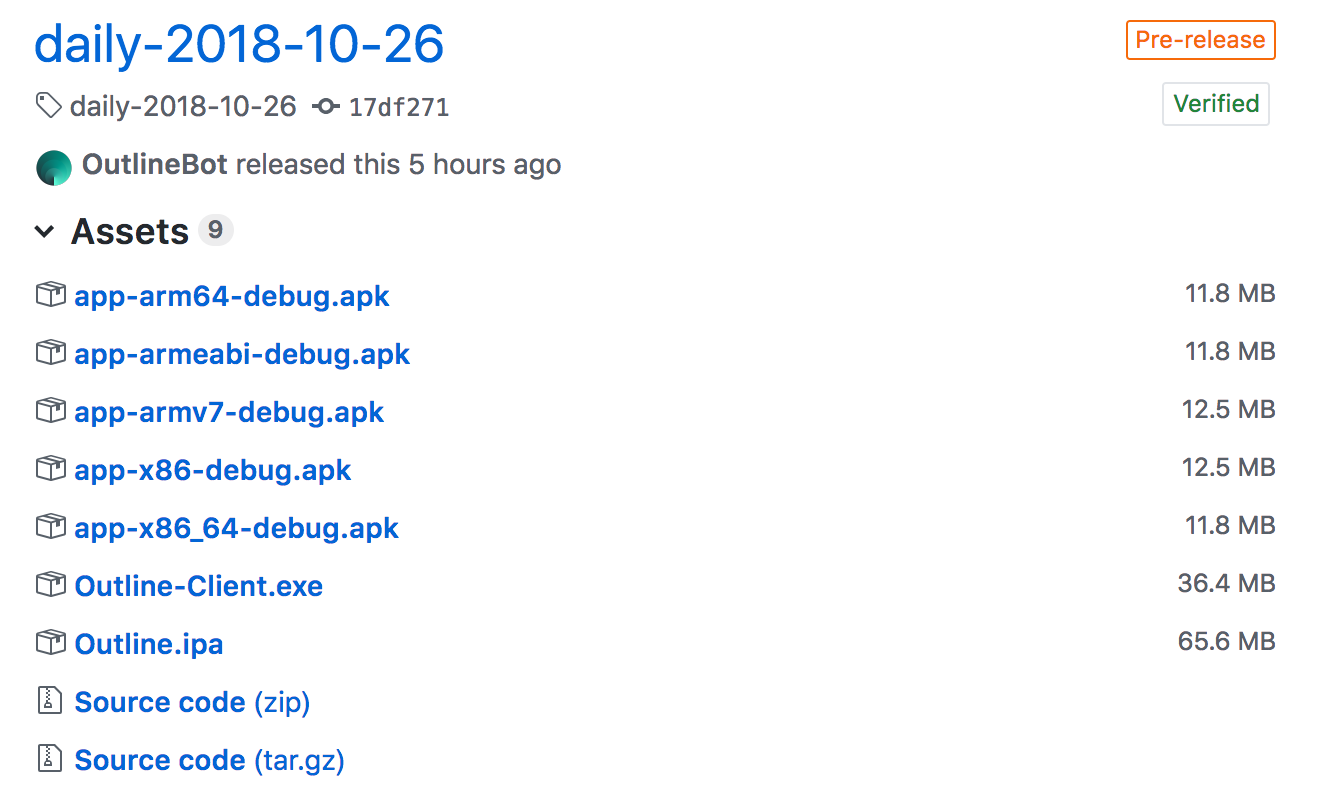 daily-2018-10-26 Pre-release
daily-2018-10-26 17df271 Verified
OutlineBot released this 5 hours ago
Assets 9
app-arm64-debug.apk 11.8 MB
app-armeabi-debug.apk 11.8 MB
app-armv7-debug.apk 12.5 MB
app-x86-debug.apk 12.5 MB
app-x86_64-debug.apk 11.8 MB
Outline-Client.exe 36.4 MB
Outline.ipa 65.6 MB
Source code (zip)
Source code (tar.gz)